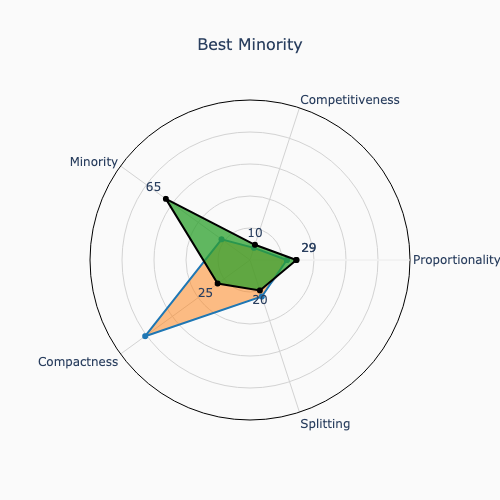 Best Minority
Competitiveness
Minority
65
10
29
Proportionality
25
20
Compactness
Splitting